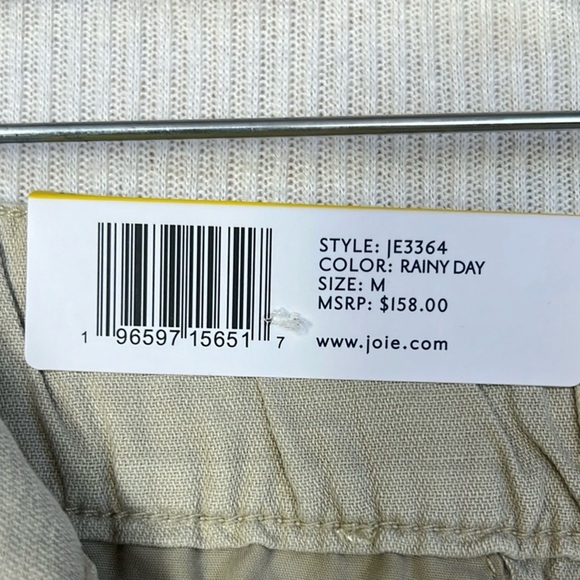 STYLE: JE3364
COLOR: RAINY DAY
SIZE: M
MSRP: $158.00
www.joie.com
1 96597 15651 7